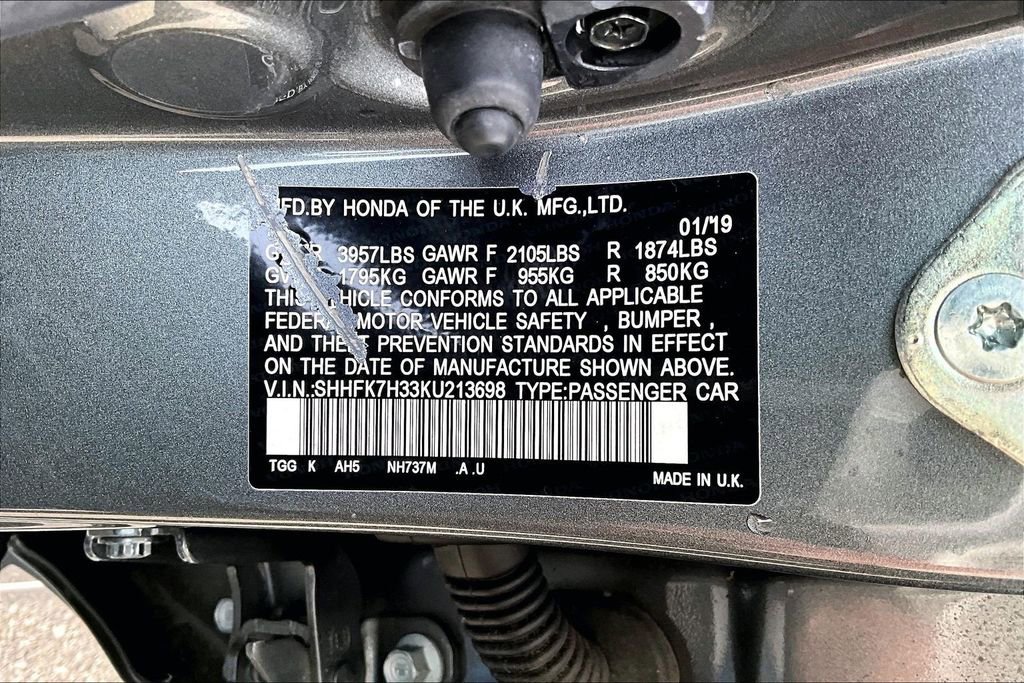 MFD.BY HONDA OF THE U.K. MFG.,LTD.
01/'19
3957LBS GAWR F 2105LBS R 1874LBS
1795KG GAWR F 955KG R 850KG
THIS VEHICLE CONFORMS TO ALL APPLICABLE
FEDERAL MOTOR VEHICLE SAFETY , BUMPER ,
AND THEFT PREVENTION STANDARDS IN EFFECT
ON THE DATE OF MANUFACTURE SHOWN ABOVE.
V.I.N.:SHHFK7H33KU213698 TYPE:PASSENGER CAR
TGG K AH5 NH737M .A .U
MADE IN U.K.